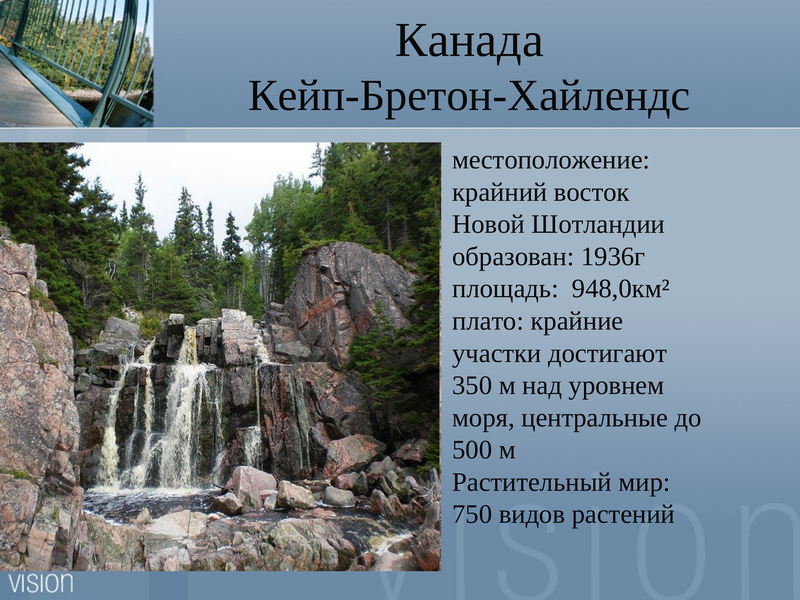 Канада
Кейп-Бретон-Хайлендс
местоположение:
крайний восток
Новой Шотландии
образован: 1936г
площадь:  948,0км²
плато: крайние
участки достигают
350 м над уровнем
моря, центральные до
500 м
Растительный мир:
750 видов растений
vision
vision